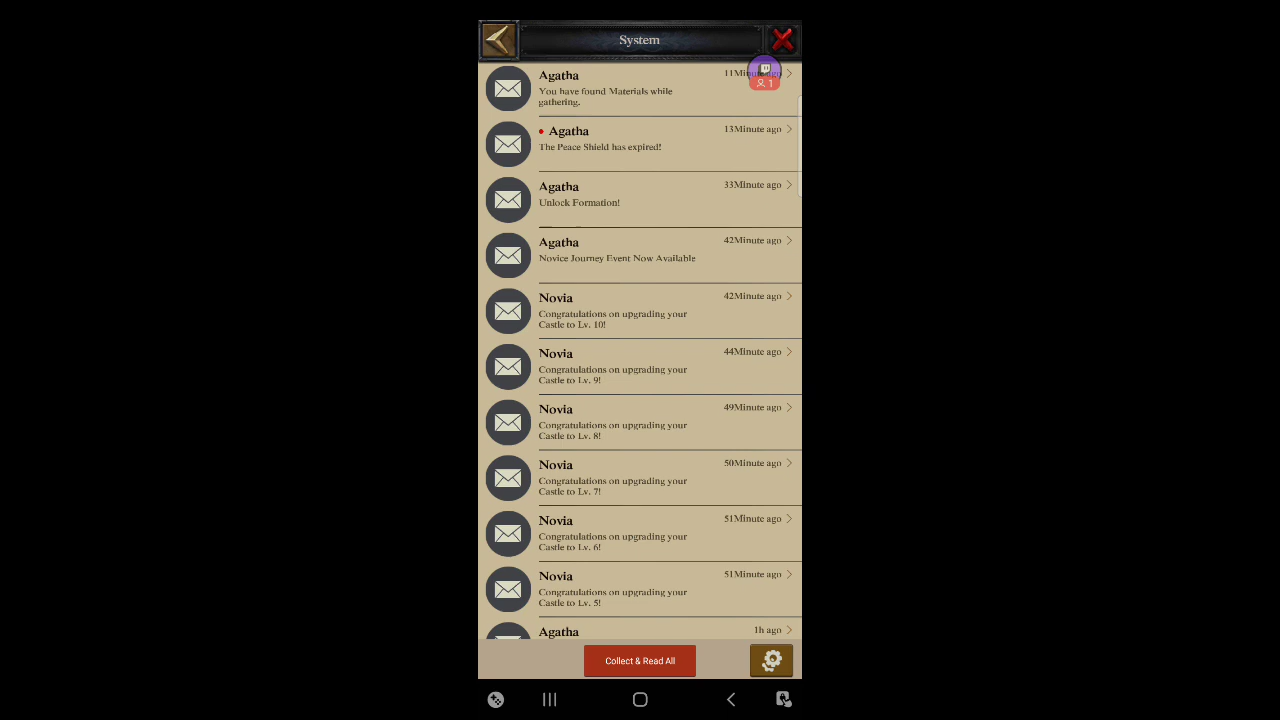 System
Agatha
11Minute ago
You have found Materials while
gathering.
1
Agatha
13Minute ago
The Peace Shield has expired!
Agatha
33Minute ago
Unlock Formation!
Agatha
42Minute ago
Novice Journey Event Now Available
Novia
42Minute ago
Congratulations on upgrading your
Castle to Lv. 10!
Novia
44Minute ago
Congratulations on upgrading your
Castle to Lv. 9!
Novia
49Minute ago
Congratulations on upgrading your
Castle to Lv. 8!
Novia
50Minute ago
Congratulations on upgrading your
Castle to Lv. 7!
Novia
51Minute ago
Congratulations on upgrading your
Castle to Lv. 6!
Novia
51Minute ago
Congratulations on upgrading your
Castle to Lv. 5!
Agatha
1h ago
Collect & Read All